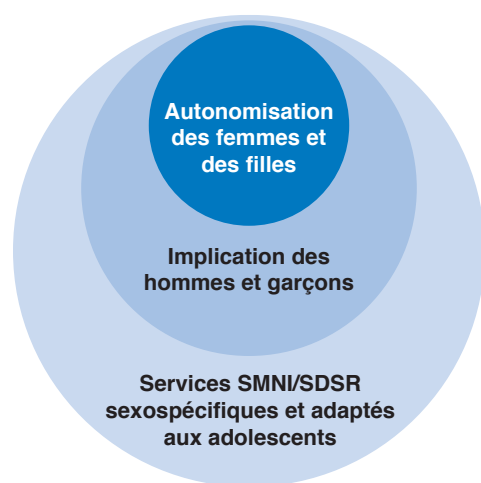 Autonomisation
des femmes et
des filles
Implication des
hommes et garçons
Services SMNI/SDSR
sexospécifiques et adaptés
aux adolescents